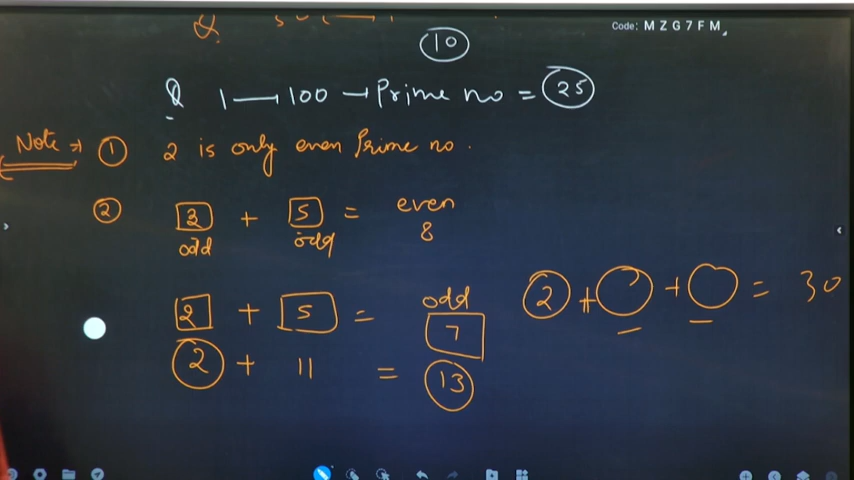 Code: M Z G 7 F M
Q
10
Q 1 — 100 → Prime no = 25
Note ⇒ ① 2 is only even Prime no.
② 3 + 5 = even
odd odd 8
2 + 5 = odd
7
2 + 11 = 13
2 + + = 30